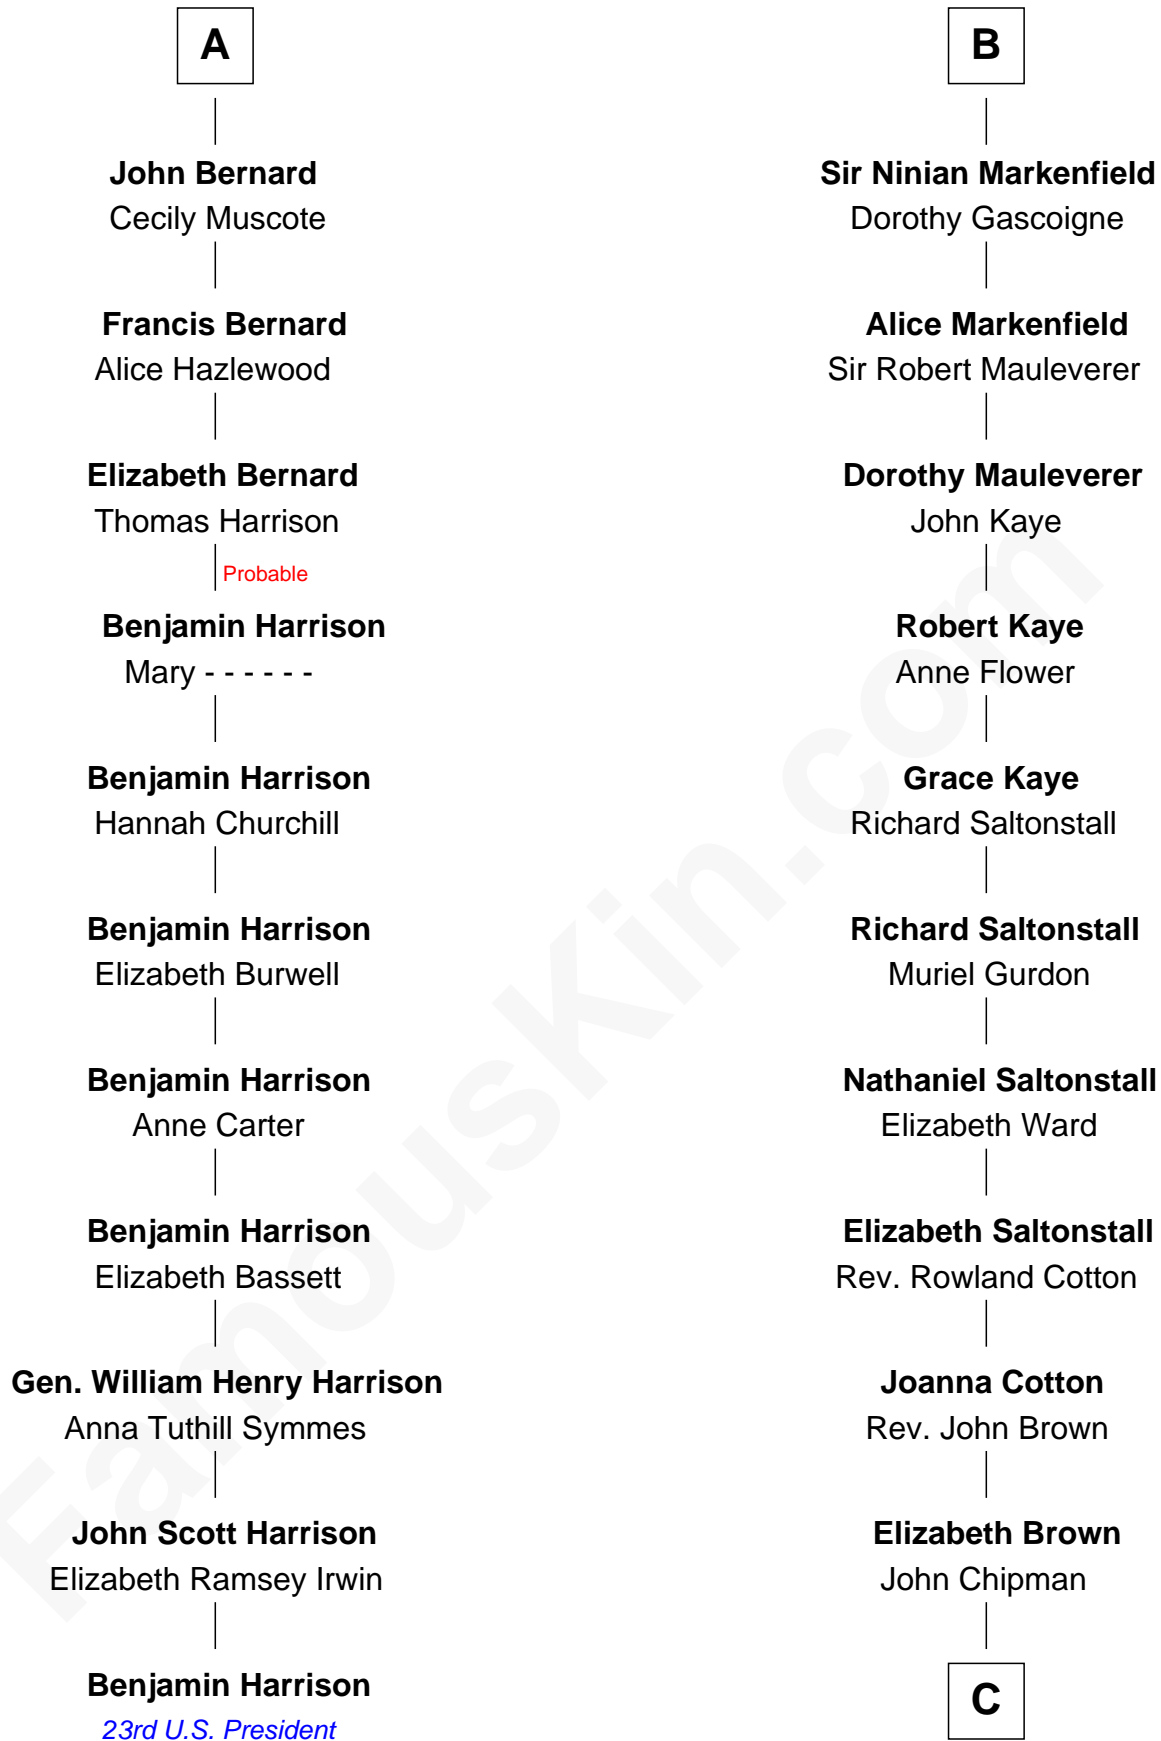 A
John Bernard
Cecily Muscote
Francis Bernard
Alice Hazlewood
Elizabeth Bernard
Thomas Harrison
Probable
Benjamin Harrison
Mary - - - - - -
Benjamin Harrison
Hannah Churchill
Benjamin Harrison
Elizabeth Burwell
Benjamin Harrison
Anne Carter
Benjamin Harrison
Elizabeth Bassett
Gen. William Henry Harrison
Anna Tuthill Symmes
John Scott Harrison
Elizabeth Ramsey Irwin
Benjamin Harrison
23rd U.S. President
B
Sir Ninian Markenfield
Dorothy Gascoigne
Alice Markenfield
Sir Robert Mauleverer
Dorothy Mauleverer
John Kaye
Robert Kaye
Anne Flower
Grace Kaye
Richard Saltonstall
Richard Saltonstall
Muriel Gurdon
Nathaniel Saltonstall
Elizabeth Ward
Elizabeth Saltonstall
Rev. Rowland Cotton
Joanna Cotton
Rev. John Brown
Elizabeth Brown
John Chipman
C
FamousKin.com